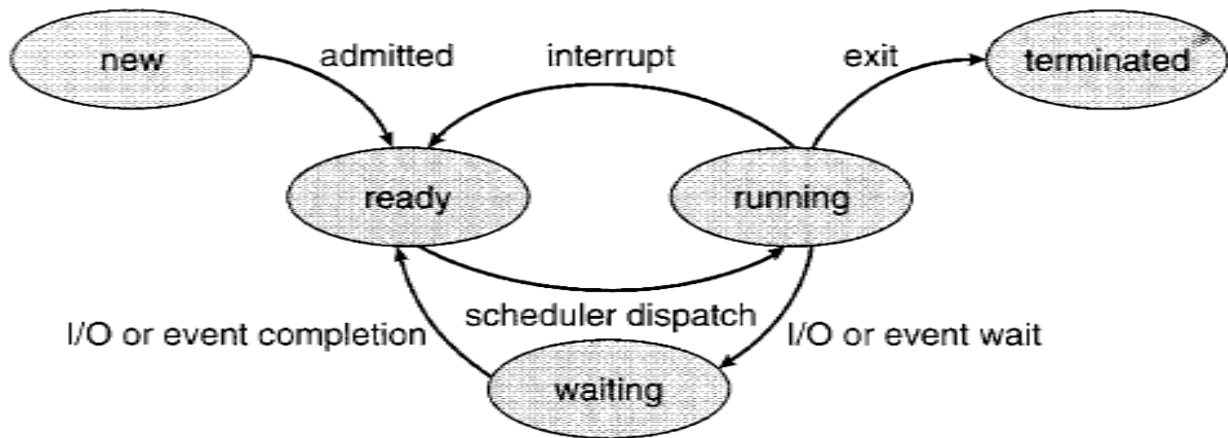 new
admitted
interrupt
exit
terminated
ready
running
I/O or event completion
scheduler dispatch
I/O or event wait
waiting